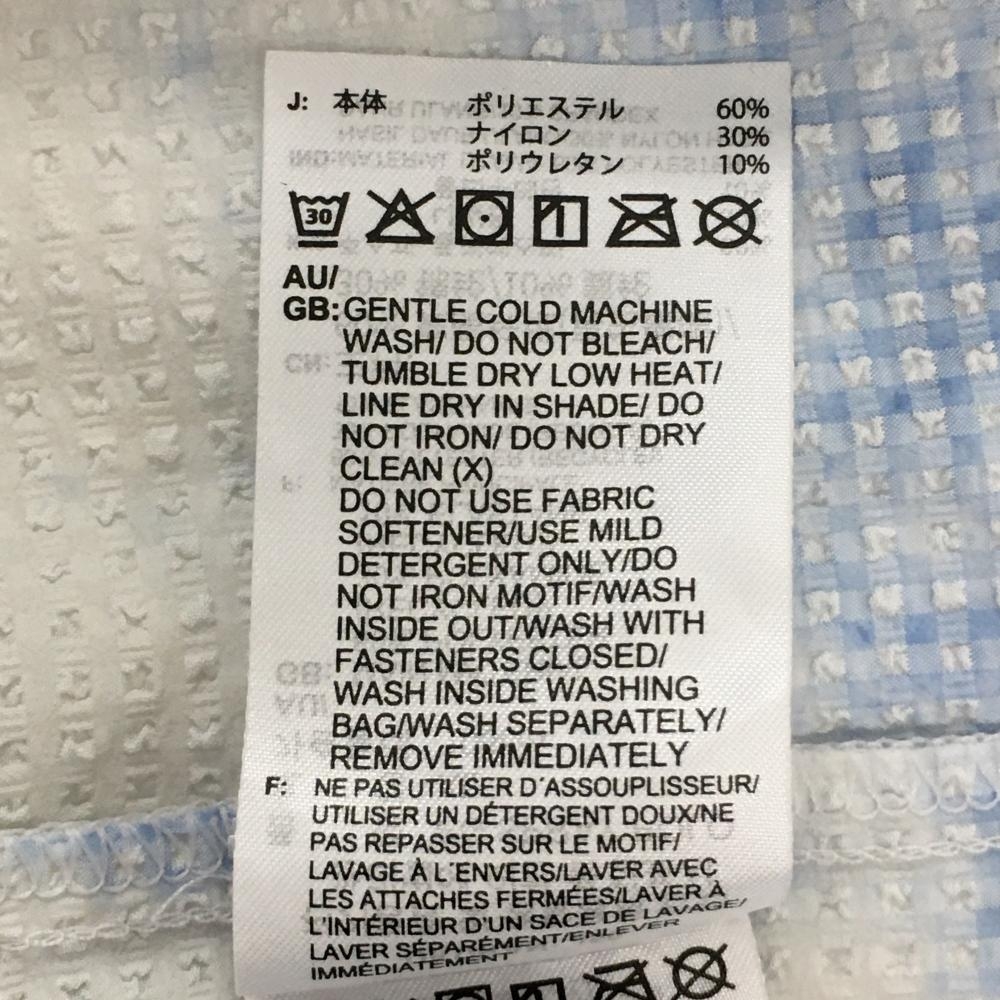 J: 本体 ポリエステル 60%
ナイロン 30%
ポリウレタン 10%
30
AU/
GB: GENTLE COLD MACHINE
WASH/ DO NOT BLEACH/
TUMBLE DRY LOW HEAT/
LINE DRY IN SHADE/ DO
NOT IRON/ DO NOT DRY
CLEAN (X)
DO NOT USE FABRIC
SOFTENER/USE MILD
DETERGENT ONLY/DO
NOT IRON MOTIF/WASH
INSIDE OUT/WASH WITH
FASTENERS CLOSED/
WASH INSIDE WASHING
BAG/WASH SEPARATELY/
REMOVE IMMEDIATELY
F: NE PAS UTILISER D´ASSOUPLISSEUR/
UTILISER UN DÉTERGENT DOUX/NE
PAS REPASSER SUR LE MOTIF/
LAVAGE À L´ENVERS/LAVER AVEC
LES ATTACHES FERMÉES/LAVER À
L'INTÉRIEUR D'UN SACE DE LAVAGE/
LAVER SÉPARÉMENT/ENLEVER
IMMÉDIATEMENT